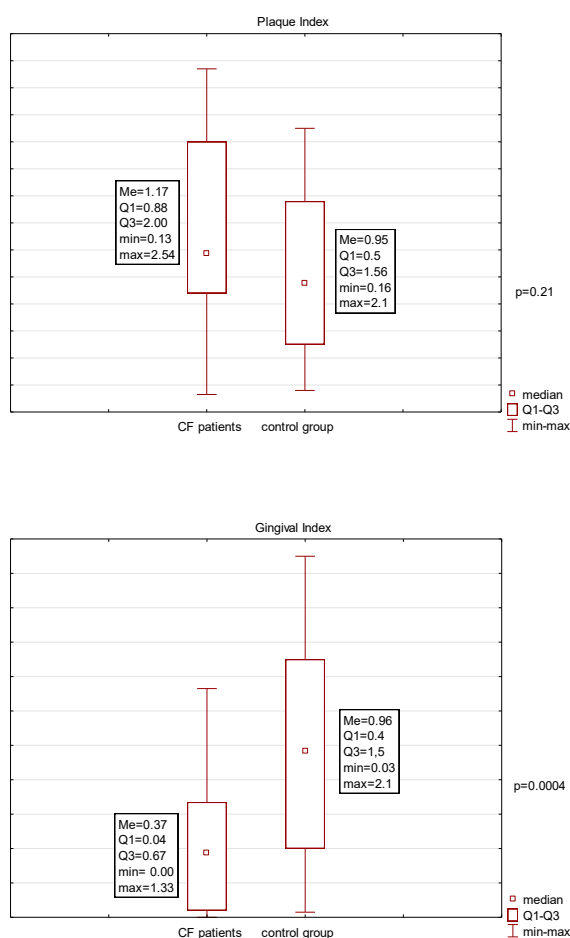 Plaque Index
Me=1.17
Q1=0.88
Q3=2.00
min=0.13
max=2.54
Me=0.95
Q1=0.5
Q3=1.56
min=0.16
max=2.1
p=0.21
median
Q1-Q3
min-max
CF patients control group
Gingival Index
Me=0.96
Q1=0.4
Q3=1,5
min=0.03
max=2.1
p=0.0004
Me=0.37
Q1=0.04
Q3=0.67
min= 0.00
max=1.33
median
Q1-Q3
min-max
CF patients control group